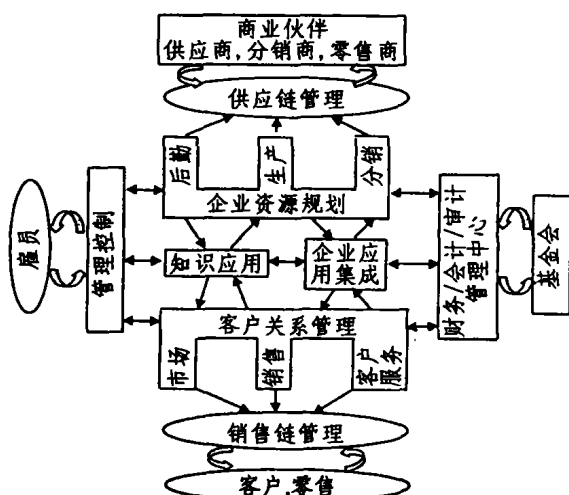 商业伙伴
供应商,分销商,零售商
供应链管理
后勤
生产
分销
企业资源规划
雇员
管理控制
知识应用
企业应
用集成
财务/会计/审计
管理中心
基金会
客户关系管理
市场
销售
客户
服务
销售链管理
客户,零售